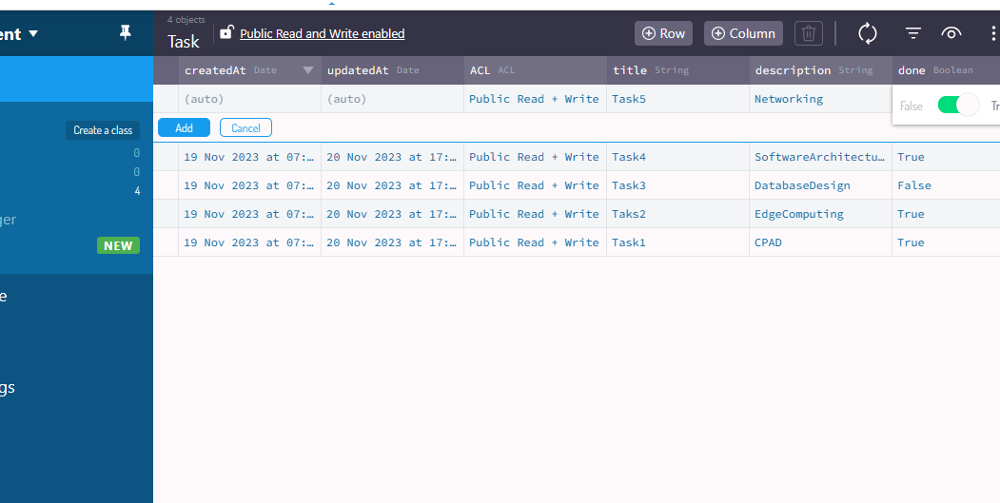 4 objects
Task
Public Read and Write enabled
Row
Column
ent
createdAt Date
updatedAt Date
ACL ACL
title String
description String
done Boolean
(auto) (auto) Public Read + Write Task5 Networking False Tr
Add Cancel
Create a class
0
0
4
ger
NEW
e
gs
19 Nov 2023 at 07:… 20 Nov 2023 at 17:… Public Read + Write Task4 SoftwareArchitectu… True
19 Nov 2023 at 07:… 20 Nov 2023 at 17:… Public Read + Write Task3 DatabaseDesign False
19 Nov 2023 at 07:… 20 Nov 2023 at 17:… Public Read + Write Taks2 EdgeComputing True
19 Nov 2023 at 07:… 20 Nov 2023 at 17:… Public Read + Write Task1 CPAD True